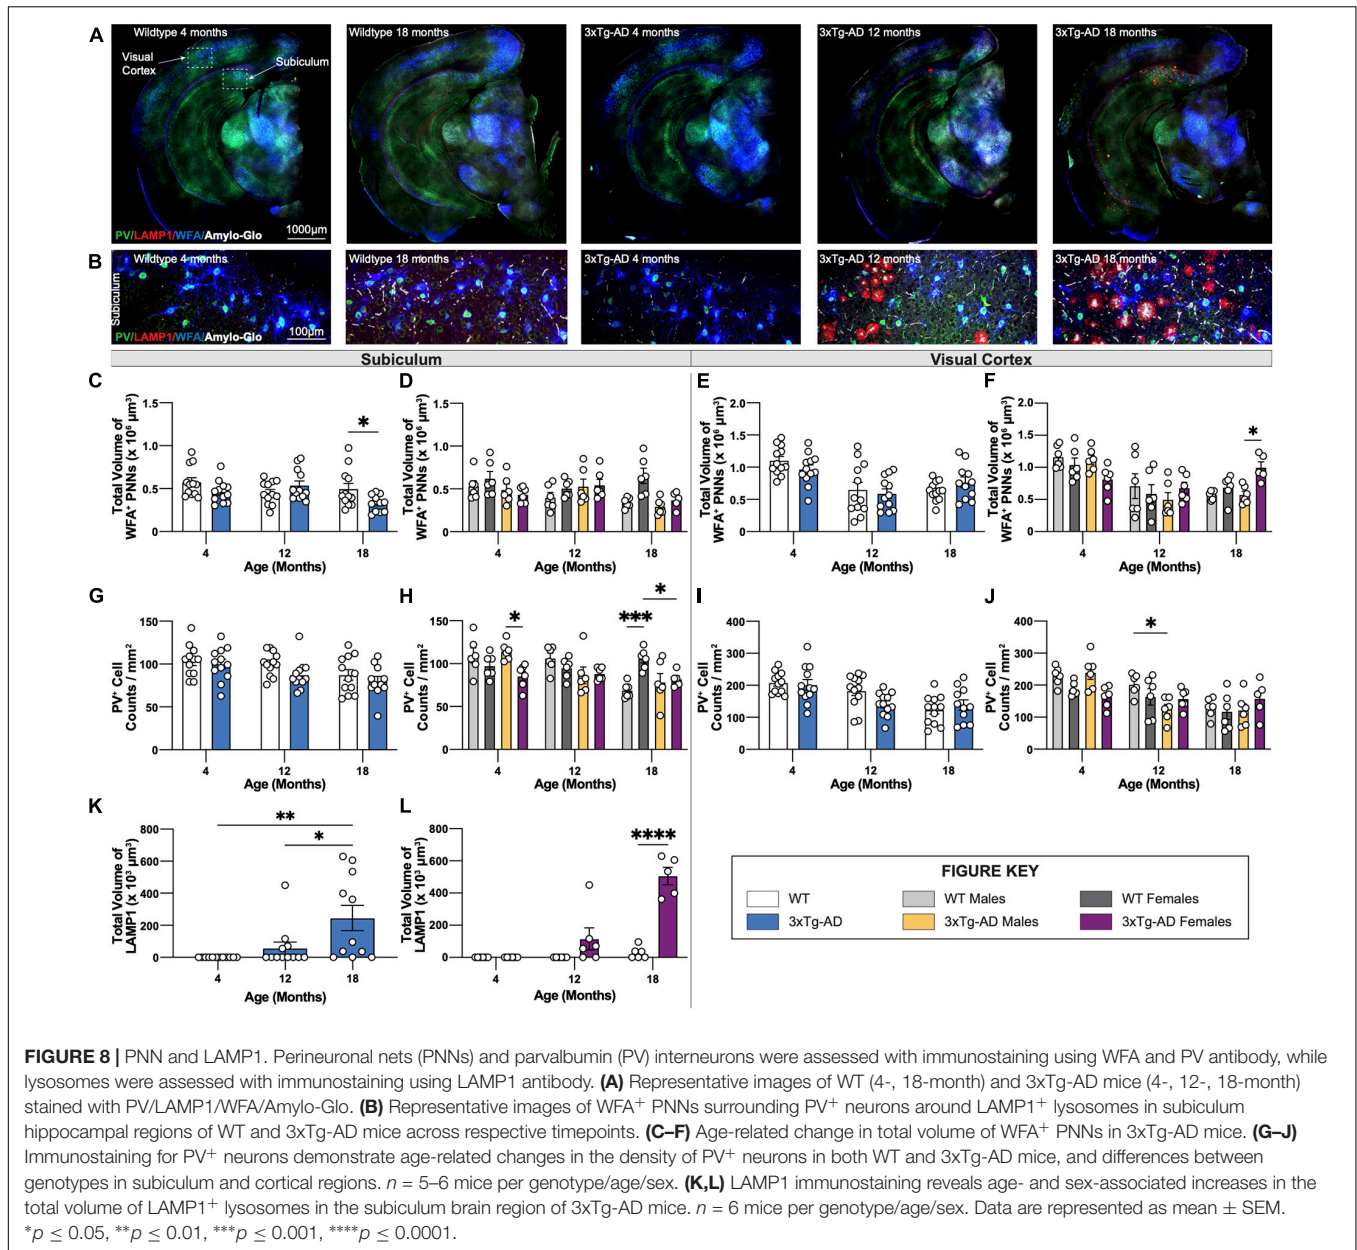 A
Wildtype 4 months
Wildtype 18 months
3xTg-AD 4 months
3xTg-AD 12 months
3xTg-AD 18 months
Visual
Cortex
Subiculum
PV/LAMP1/WFA/Amylo-Glo
1000µm
B
Wildtype 4 months
Wildtype 18 months
3xTg-AD 4 months
3xTg-AD 12 months
3xTg-AD 18 months
Subiculum
PV/LAMP1/WFA/Amylo-Glo
100µm
Subiculum
Visual Cortex
C
Total Volume of
WFA⁺ PNNs (x 10⁶ µm³)
1.5
1.0
0.5
0.0
*
4
12
18
Age (Months)
D
Total Volume of
WFA⁺ PNNs (x 10⁶ µm³)
1.5
1.0
0.5
0.0
4
12
18
Age (Months)
E
Total Volume of
WFA⁺ PNNs (x 10⁶ µm³)
2.0
1.5
1.0
0.5
0.0
4
12
18
Age (Months)
F
Total Volume of
WFA⁺ PNNs (x 10⁶ µm³)
2.0
1.5
1.0
0.5
0.0
*
4
12
18
Age (Months)
G
PV⁺ Cell
Counts / mm²
150
100
50
0
4
12
18
Age (Months)
H
PV⁺ Cell
Counts / mm²
150
100
50
0
*
***
*
4
12
18
Age (Months)
I
PV⁺ Cell
Counts / mm²
400
300
200
100
0
4
12
18
Age (Months)
J
PV⁺ Cell
Counts / mm²
400
300
200
100
0
*
4
12
18
Age (Months)
K
Total Volume of
LAMP1 (x 10³ µm³)
800
600
400
200
0
**
*
4
12
18
Age (Months)
L
Total Volume of
LAMP1 (x 10³ µm³)
800
600
400
200
0
****
4
12
18
Age (Months)
FIGURE KEY
WT
WT Males
WT Females
3xTg-AD
3xTg-AD Males
3xTg-AD Females
FIGURE 8 | PNN and LAMP1. Perineuronal nets (PNNs) and parvalbumin (PV) interneurons were assessed with immunostaining using WFA and PV antibody, while
lysosomes were assessed with immunostaining using LAMP1 antibody. (A) Representative images of WT (4-, 18-month) and 3xTg-AD mice (4-, 12-, 18-month)
stained with PV/LAMP1/WFA/Amylo-Glo. (B) Representative images of WFA⁺ PNNs surrounding PV⁺ neurons around LAMP1⁺ lysosomes in subiculum
hippocampal regions of WT and 3xTg-AD mice across respective timepoints. (C–F) Age-related change in total volume of WFA⁺ PNNs in 3xTg-AD mice. (G–J)
Immunostaining for PV⁺ neurons demonstrate age-related changes in the density of PV⁺ neurons in both WT and 3xTg-AD mice, and differences between
genotypes in subiculum and cortical regions. n = 5–6 mice per genotype/age/sex. (K,L) LAMP1 immunostaining reveals age- and sex-associated increases in the
total volume of LAMP1⁺ lysosomes in the subiculum brain region of 3xTg-AD mice. n = 6 mice per genotype/age/sex. Data are represented as mean ± SEM.
*p ≤ 0.05, **p ≤ 0.01, ***p ≤ 0.001, ****p ≤ 0.0001.